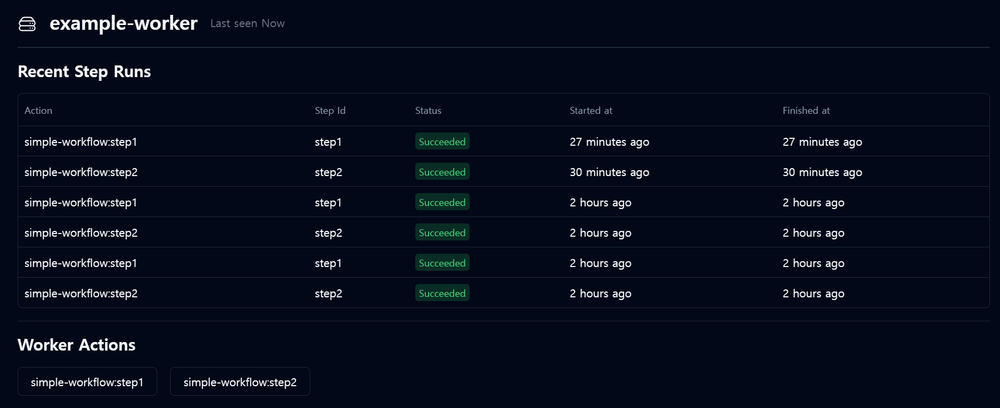 example-worker Last seen Now
Recent Step Runs
Action Step Id Status Started at Finished at
simple-workflow:step1 step1 Succeeded 27 minutes ago 27 minutes ago
simple-workflow:step2 step2 Succeeded 30 minutes ago 30 minutes ago
simple-workflow:step1 step1 Succeeded 2 hours ago 2 hours ago
simple-workflow:step2 step2 Succeeded 2 hours ago 2 hours ago
simple-workflow:step1 step1 Succeeded 2 hours ago 2 hours ago
simple-workflow:step2 step2 Succeeded 2 hours ago 2 hours ago
Worker Actions
simple-workflow:step1 simple-workflow:step2